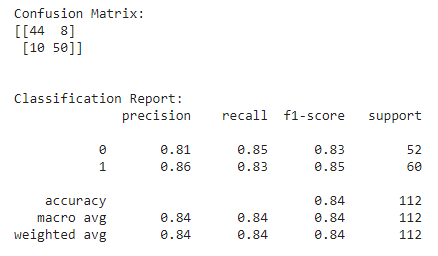 Confusion Matrix:
[[44  8]
 [10 50]]
Classification Report:
              precision    recall  f1-score   support
           0       0.81      0.85      0.83        52
           1       0.86      0.83      0.85        60
    accuracy                           0.84       112
   macro avg       0.84      0.84      0.84       112
weighted avg       0.84      0.84      0.84       112